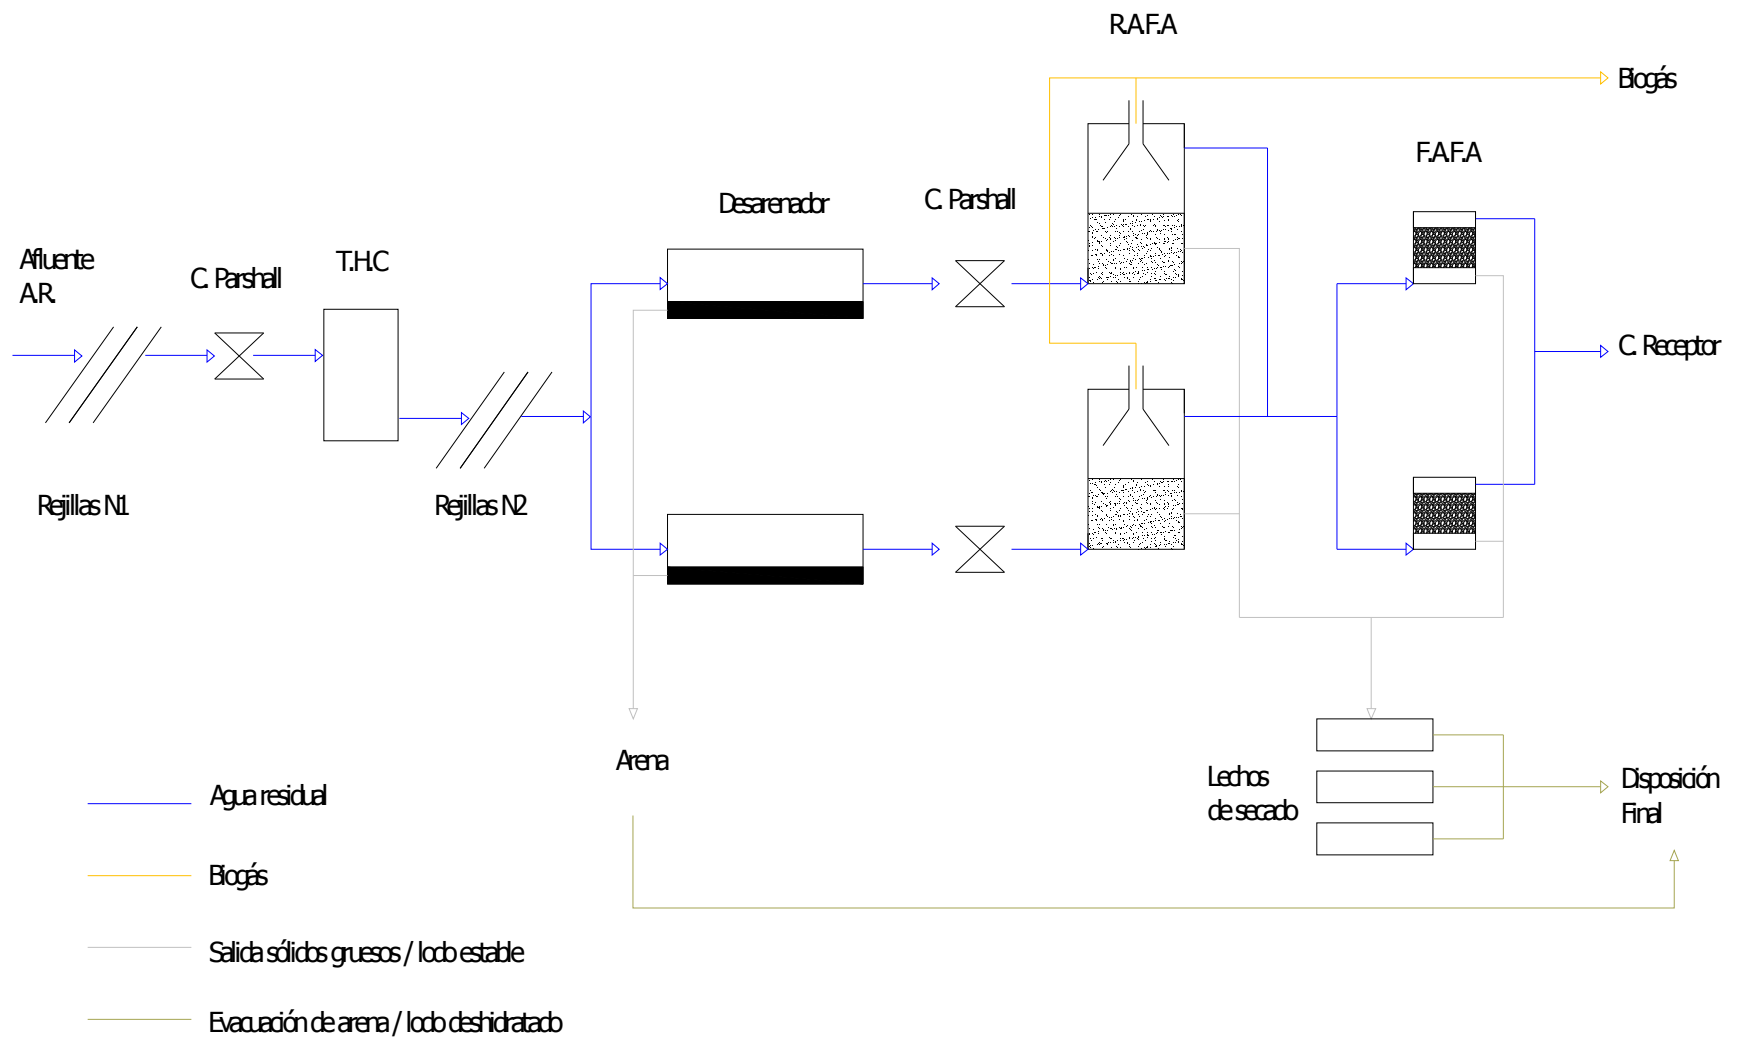 R.A.F.A
Biogás
F.A.F.A
Desarenador
C. Parshall
Afluente
A.R.
C. Parshall
T.H.C
C. Receptor
Rejillas N1
Rejillas N2
Arena
Lechos
de secado
Disposición
Final
Agua residual
Biogás
Salida sólidos gruesos / lodo estable
Evacuación de arena / lodo deshidratado